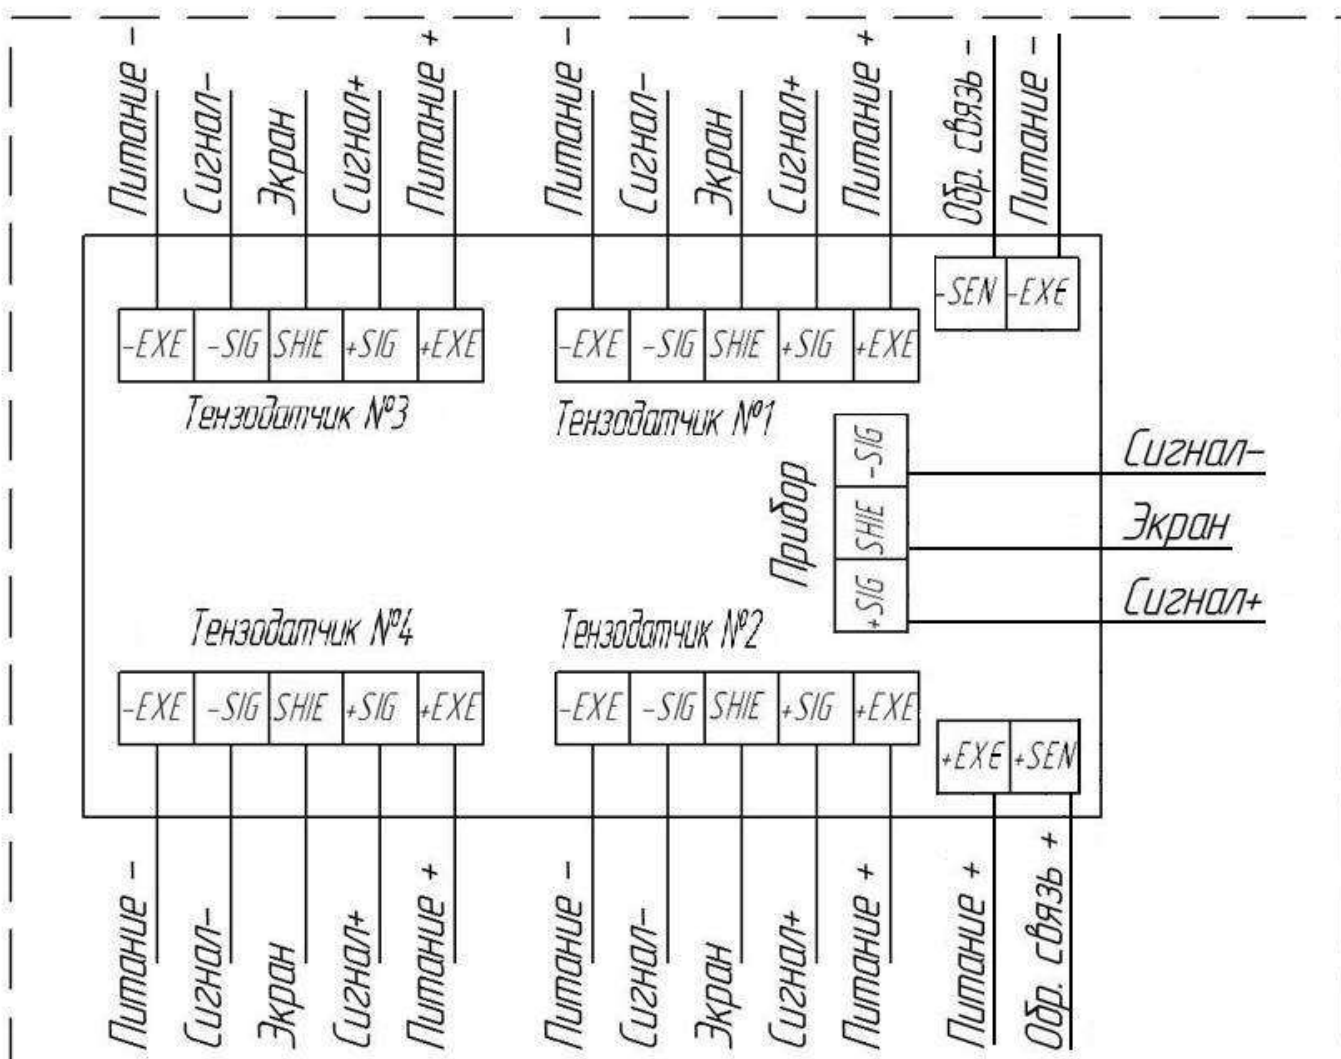 Питание - Сигнал- Экран Сигнал+ Питание + Питание - Сигнал- Экран Сигнал+ Питание + Обр. связь - Питание -
-SEN -EXE
-EXE -SIG SHIE +SIG +EXE -EXE -SIG SHIE +SIG +EXE
Тензодатчик №3 Тензодатчик №1
Прибор
-SIG Сигнал-
SHIE Экран
+SIG Сигнал+
Тензодатчик №4 Тензодатчик №2
-EXE -SIG SHIE +SIG +EXE -EXE -SIG SHIE +SIG +EXE
+EXE +SEN
Питание - Сигнал- Экран Сигнал+ Питание + Питание - Сигнал- Экран Сигнал+ Питание + Питание + Обр. связь +